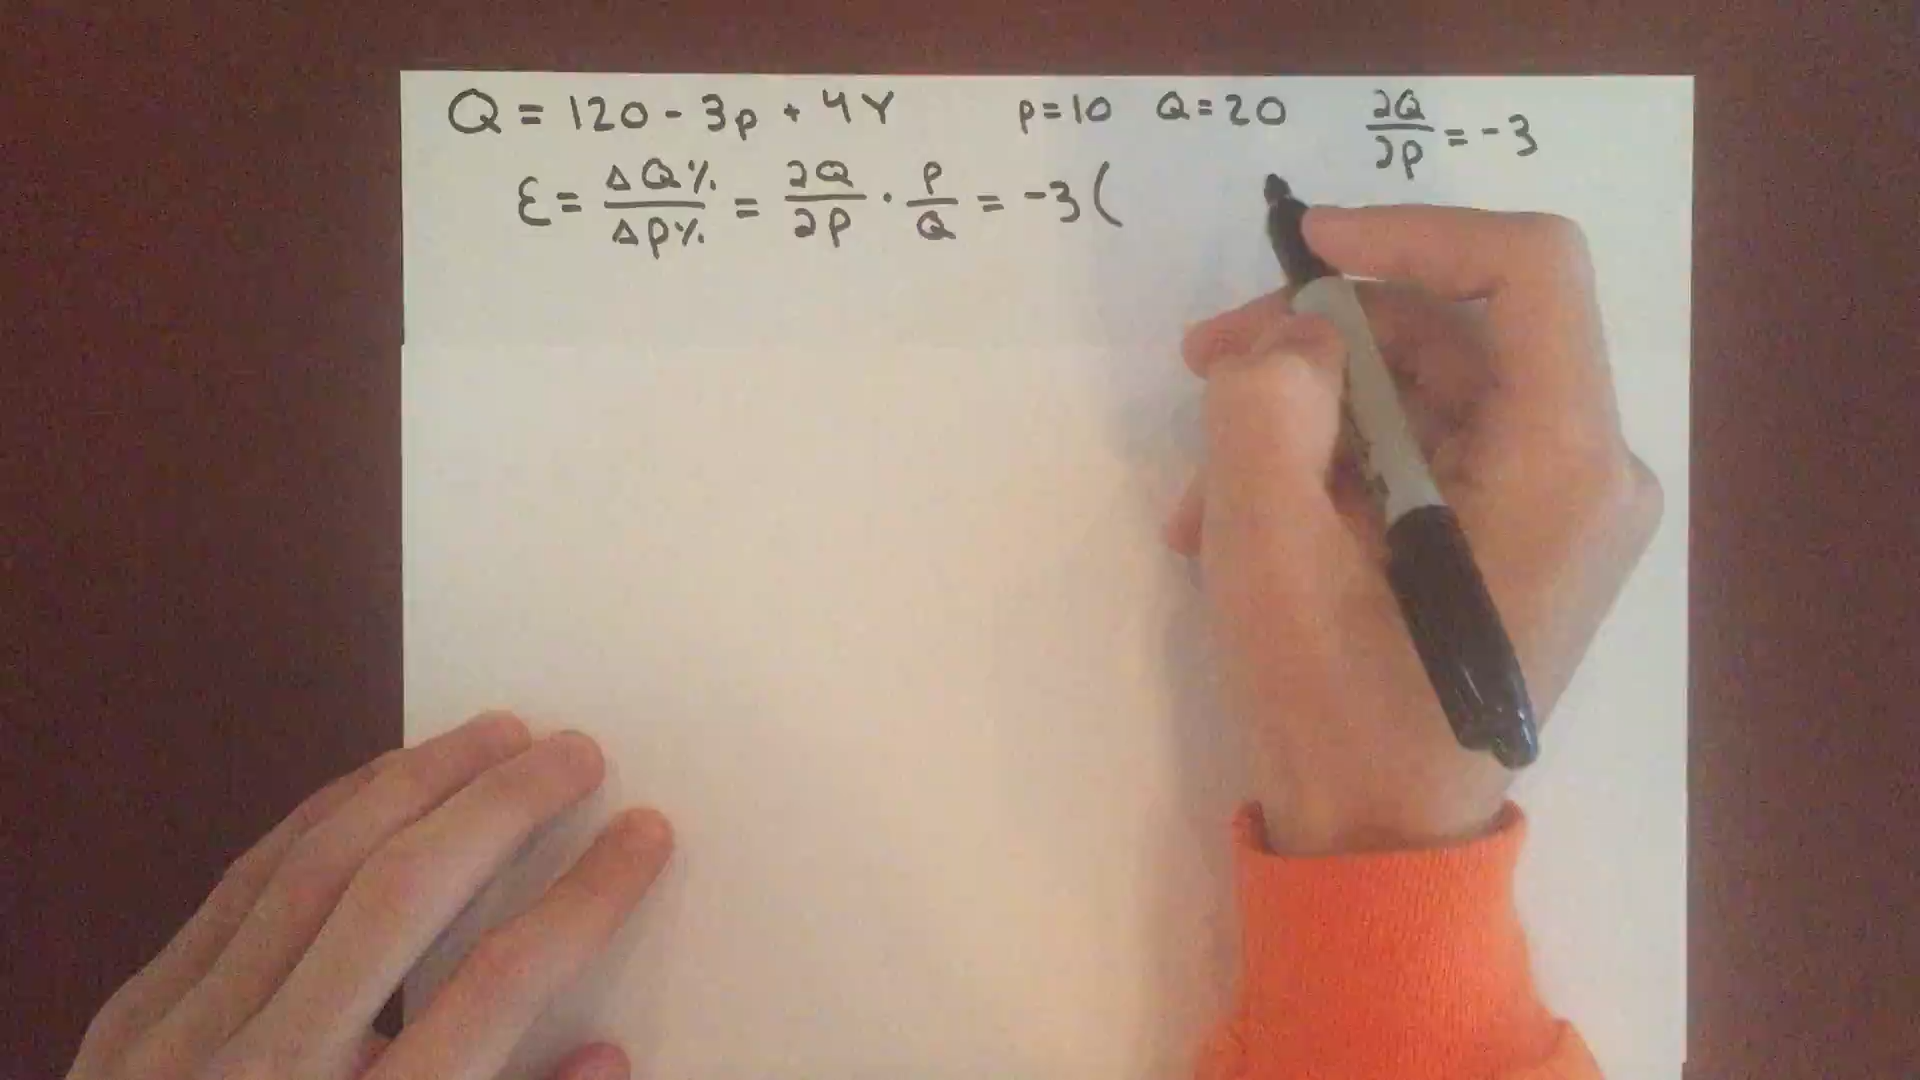 Q = 120 - 3p + 4Y p = 10 Q = 20 ∂Q/∂p = -3
ε = ΔQ%/Δp% = ∂Q/∂p · p/Q = -3(